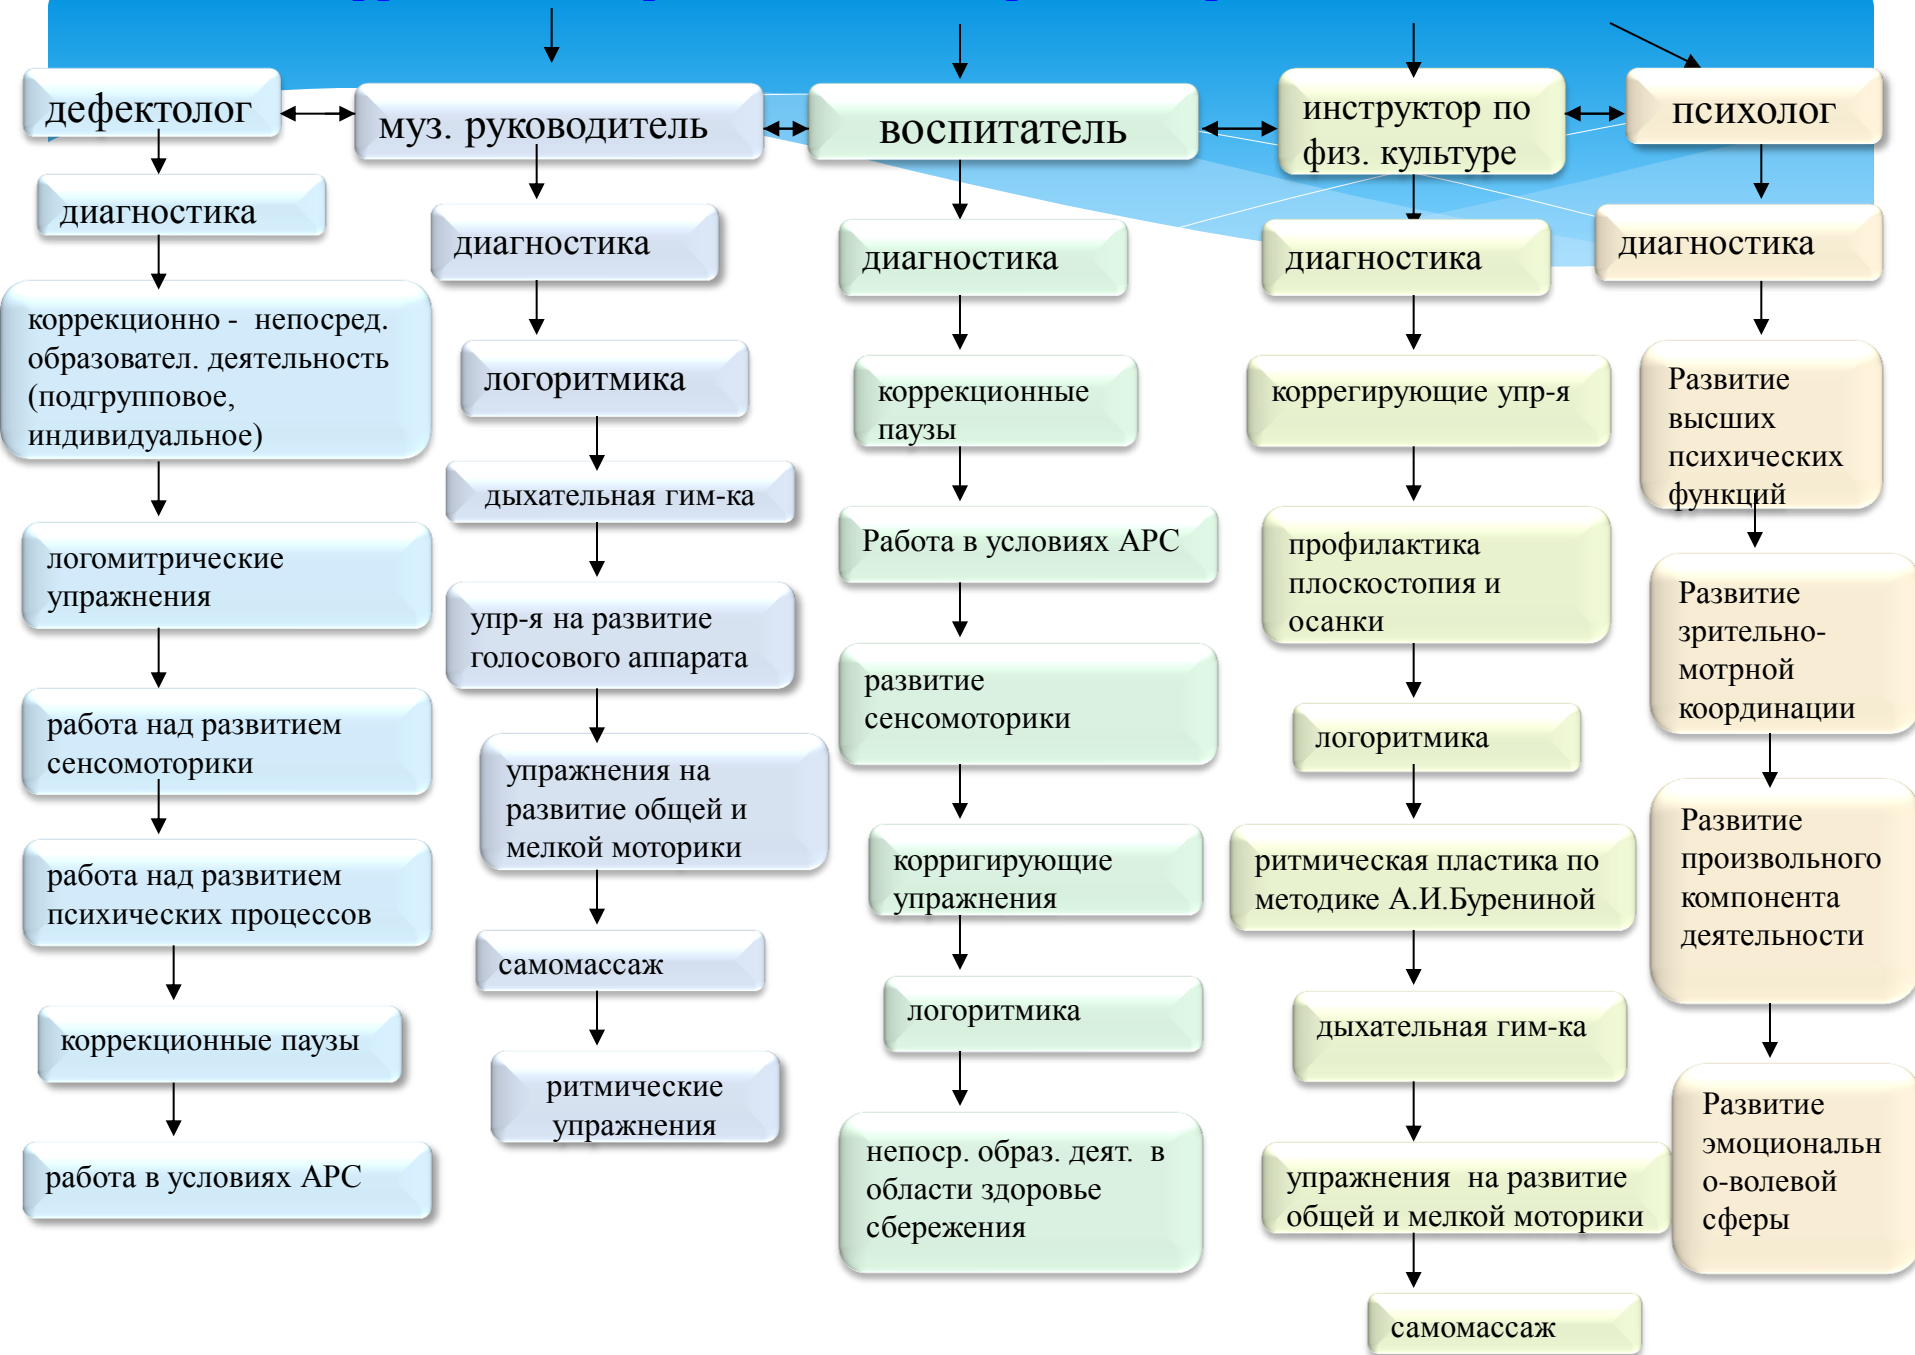 дефектолог
муз. руководитель
воспитатель
инструктор по
физ. культуре
психолог
диагностика
коррекционно - непосред.
образовател. деятельность
(подгрупповое,
индивидуальное)
логомитрические
упражнения
работа над развитием
сенсомоторики
работа над развитием
психических процессов
коррекционные паузы
работа в условиях АРС
диагностика
логоритмика
дыхательная гим-ка
упр-я на развитие
голосового аппарата
упражнения на
развитие общей и
мелкой моторики
самомассаж
ритмические
упражнения
диагностика
коррекционные
паузы
Работа в условиях АРС
развитие
сенсомоторики
корригирующие
упражнения
логоритмика
непоср. образ. деят. в
области здоровье
сбережения
диагностика
коррегирующие упр-я
профилактика
плоскостопия и
осанки
логоритмика
ритмическая пластика по
методике А.И.Бурениной
дыхательная гим-ка
упражнения на развитие
общей и мелкой моторики
самомассаж
диагностика
Развитие
высших
психических
функций
Развитие
зрительно-
мотрной
координации
Развитие
произвольного
компонента
деятельности
Развитие
эмоциональн
о-волевой
сферы